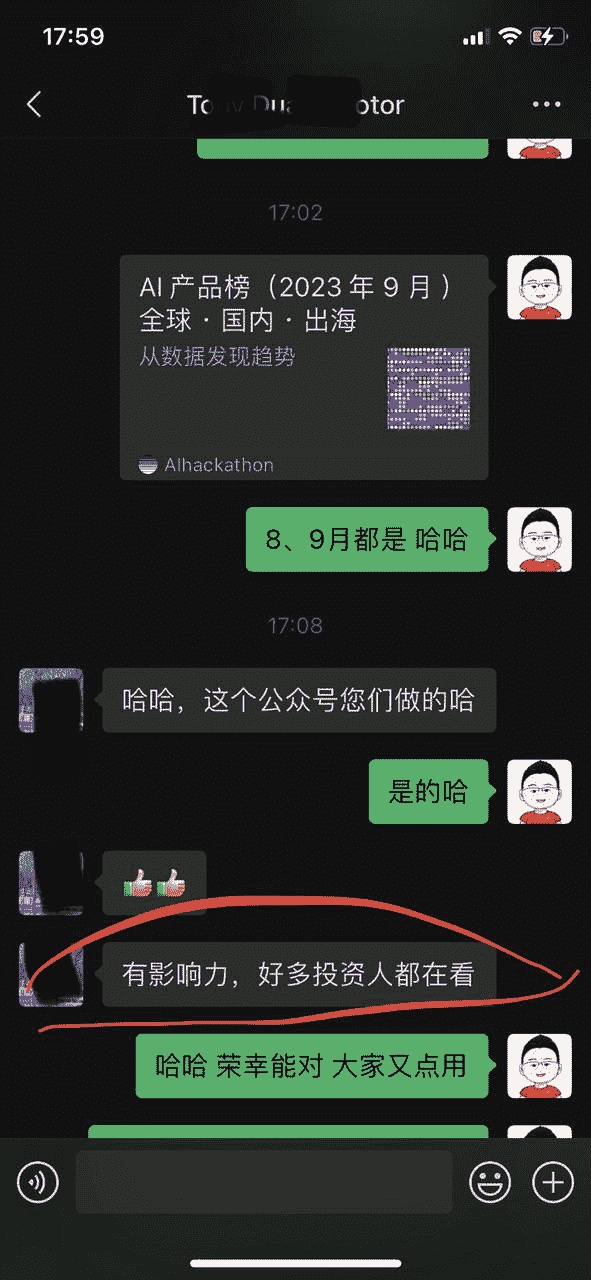 17:59
otor
17:02
AI 产品榜（2023 年 9 月 ）
全球 · 国内 · 出海
从数据发现趋势
AIhackathon
8、9月都是 哈哈
17:08
哈哈，这个公众号您们做的哈
是的哈
有影响力，好多投资人都在看
哈哈 荣幸能对 大家又点用